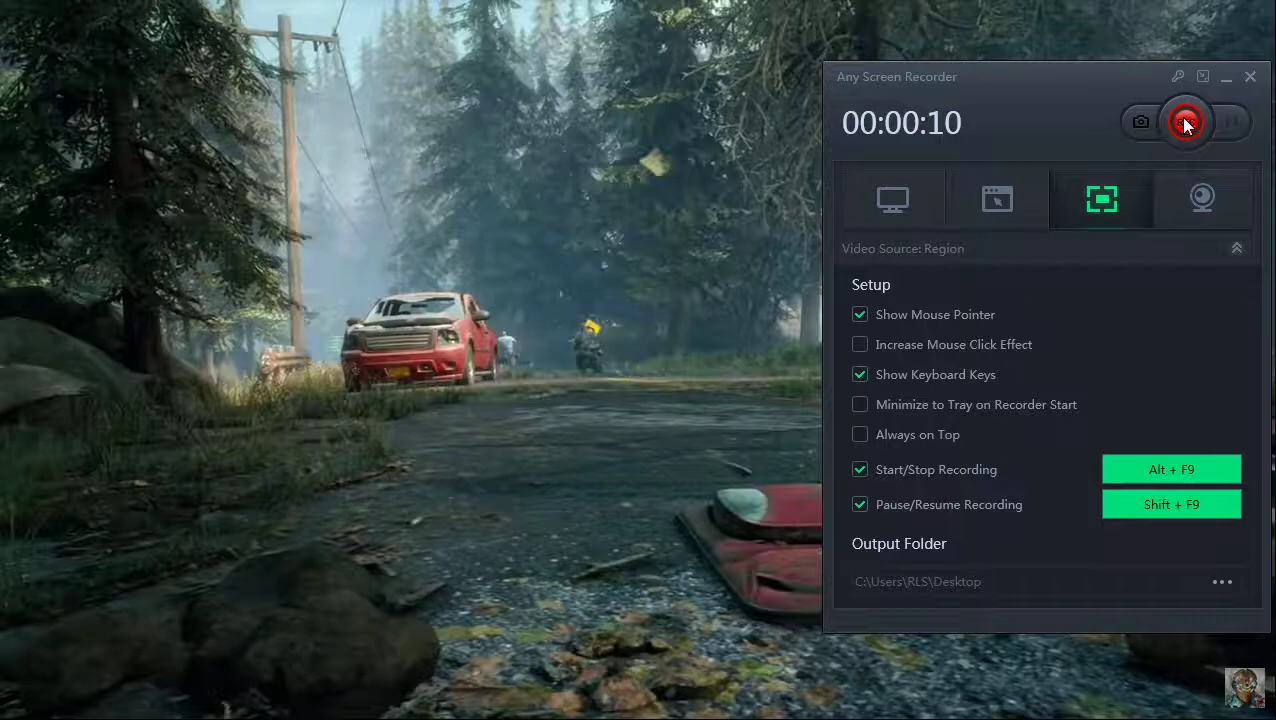 Any Screen Recorder
00:00:10
REC
Video Source: Region
Setup
Show Mouse Pointer
Increase Mouse Click Effect
Show Keyboard Keys
Minimize to Tray on Recorder Start
Always on Top
Start/Stop Recording
Alt + F9
Pause/Resume Recording
Shift + F9
Output Folder
C:\Users\RLS\Desktop